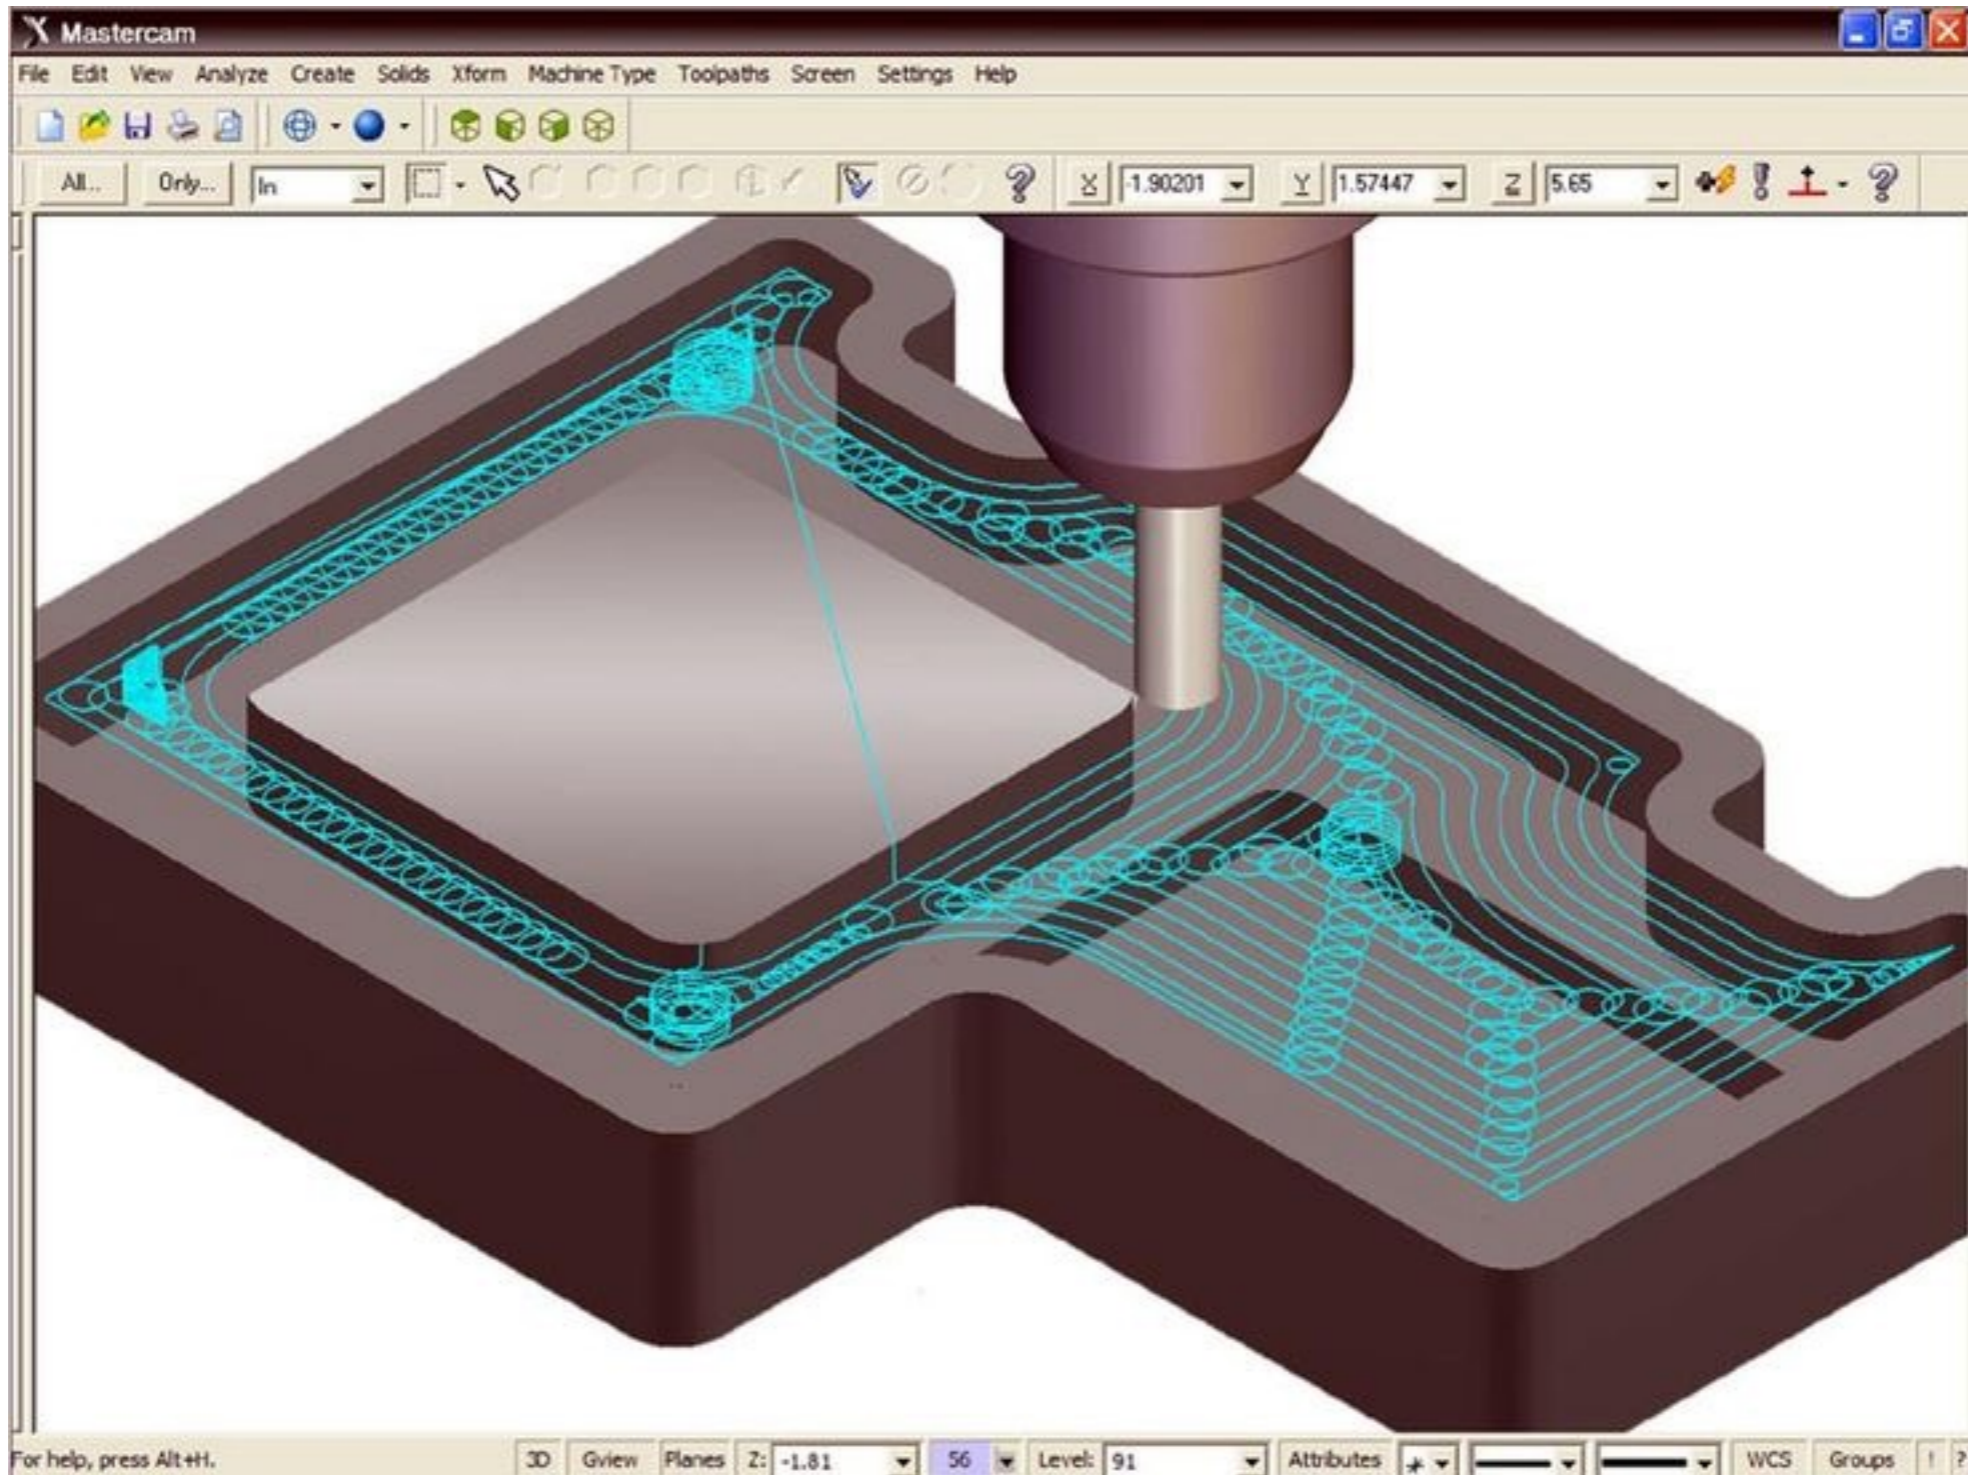 Mastercam
File Edit View Analyze Create Solids Xform Machine Type Toolpaths Screen Settings Help
All... Only... In X -1.90201 Y 1.57447 Z 5.65
For help, press Alt+H. 3D Gview Planes Z: -1.81 56 Level: 91 Attributes WCS Groups ! ?